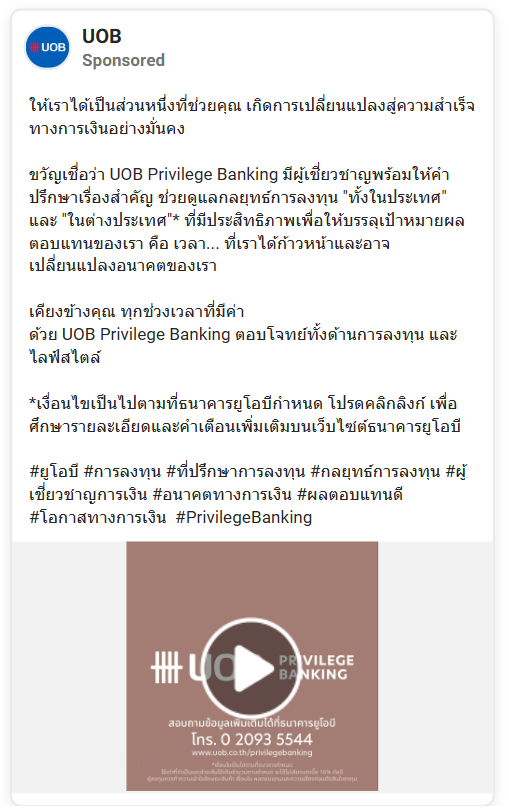 UOB
UOB
Sponsored
ให้เราได้เป็นส่วนหนึ่งที่ช่วยคุณ เกิดการเปลี่ยนแปลงสู่ความสำเร็จ
ทางการเงินอย่างมั่นคง
ขวัญเชื่อว่า UOB Privilege Banking มีผู้เชี่ยวชาญพร้อมให้คำ
ปรึกษาเรื่องสำคัญ ช่วยดูแลกลยุทธ์การลงทุน "ทั้งในประเทศ"
และ "ในต่างประเทศ"* ที่มีประสิทธิภาพเพื่อให้บรรลุเป้าหมายผล
ตอบแทนของเรา คือ เวลา... ที่เราได้ก้าวหน้าและอาจ
เปลี่ยนแปลงอนาคตของเรา
เคียงข้างคุณ ทุกช่วงเวลาที่มีค่า
ด้วย UOB Privilege Banking ตอบโจทย์ทั้งด้านการลงทุน และ
ไลฟ์สไตล์
*เงื่อนไขเป็นไปตามที่ธนาคารยูโอบีกำหนด โปรดคลิกลิงก์ เพื่อ
ศึกษารายละเอียดและคำเตือนเพิ่มเติมบนเว็บไซต์ธนาคารยูโอบี
#ยูโอบี #การลงทุน #ที่ปรึกษาการลงทุน #กลยุทธ์การลงทุน #ผู้
เชี่ยวชาญการเงิน #อนาคตทางการเงิน #ผลตอบแทนดี
#โอกาสทางการเงิน #PrivilegeBanking
UOB PRIVILEGE
BANKING
สอบถามข้อมูลเพิ่มเติมได้ที่ธนาคารยูโอบี
โทร. 0 2093 5544
www.uob.co.th/privilegebanking